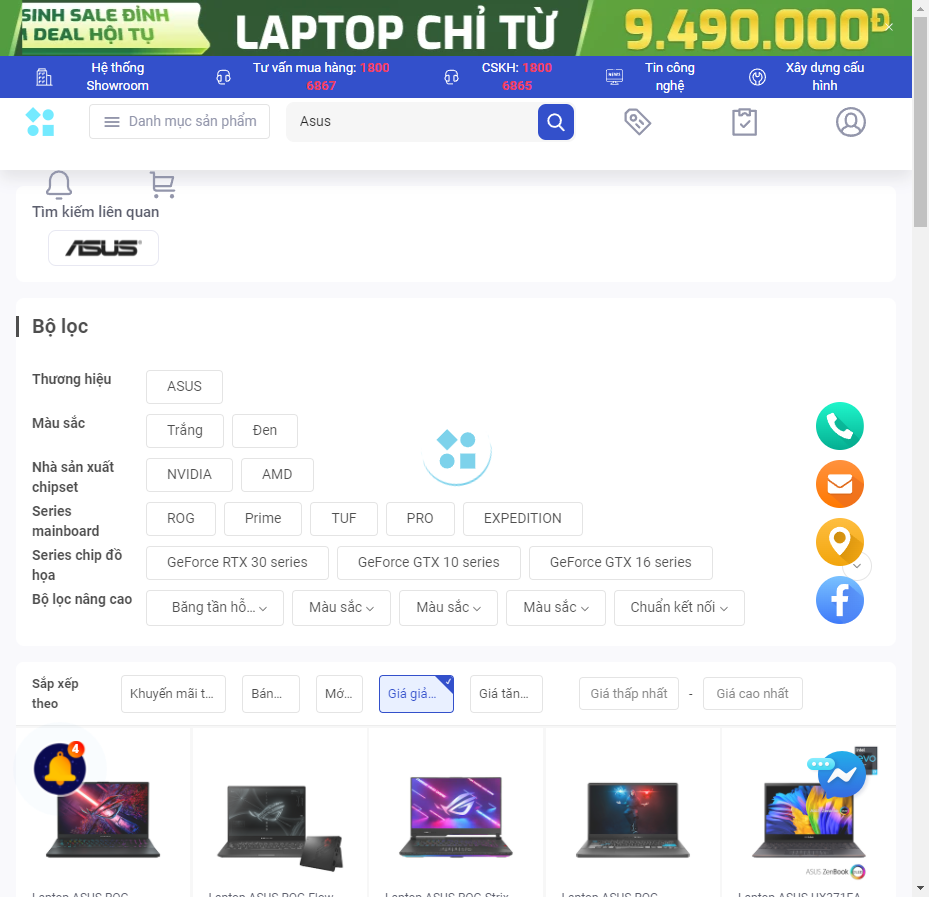 SINH SALE ĐỈNH
DEAL HỘI TỤ
LAPTOP CHỈ TỪ
9.490.000Đ
Hệ thống
Showroom
Tư vấn mua hàng: 1800
6867
CSKH: 1800
6865
NEWS
Tin công
nghệ
Xây dựng cấu
hình
Danh mục sản phẩm
Asus
Tìm kiếm liên quan
ASUS
Bộ lọc
Thương hiệu
ASUS
Màu sắc
Trắng
Đen
Nhà sản xuất
chipset
NVIDIA
AMD
Series
mainboard
ROG
Prime
TUF
PRO
EXPEDITION
Series chip đồ
họa
GeForce RTX 30 series
GeForce GTX 10 series
GeForce GTX 16 series
Bộ lọc nâng cao
Băng tần hỗ...
Màu sắc
Màu sắc
Màu sắc
Chuẩn kết nối
Sắp xếp
theo
Khuyến mãi t...
Bán...
Mớ...
Giá giả...
Giá tăn...
Giá thấp nhất
-
Giá cao nhất
4
intel
evo
ASUS ZenBook
Laptop ASUS ROG
Laptop ASUS ROG Flow
Laptop ASUS ROG Strix
Laptop ASUS ROG
Laptop ASUS UX371EA